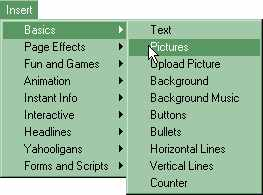 Insert
Basics
Page Effects
Fun and Games
Animation
Instant Info
Interactive
Headlines
Yahooligans
Forms and Scripts
Text
Pictures
Upload Picture
Background
Background Music
Buttons
Bullets
Horizontal Lines
Vertical Lines
Counter